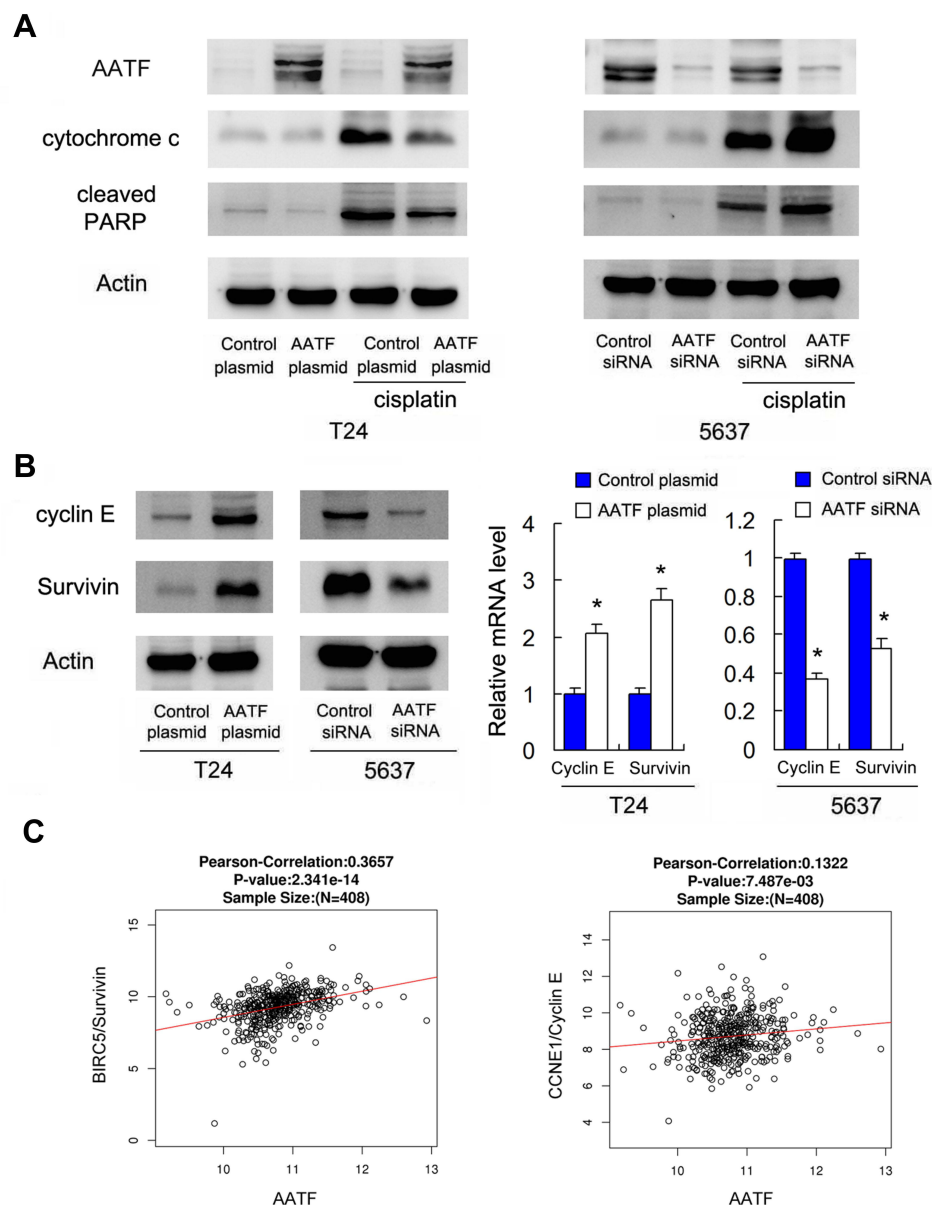 A
AATF
cytochrome c
cleaved
PARP
Actin
Control
plasmid
AATF
plasmid
Control
plasmid
AATF
plasmid
cisplatin
T24
Control
siRNA
AATF
siRNA
Control
siRNA
AATF
siRNA
cisplatin
5637
B
cyclin E
Survivin
Actin
Control
plasmid
AATF
plasmid
T24
Control
siRNA
AATF
siRNA
5637
Control plasmid
AATF plasmid
Relative mRNA level
4
3
2
1
0
*
*
Cyclin E
Survivin
T24
Control siRNA
AATF siRNA
1.2
1
0.8
0.6
0.4
0.2
0
*
*
Cyclin E
Survivin
5637
C
Pearson-Correlation:0.3657
P-value:2.341e-14
Sample Size:(N=408)
BIRC5/Survivin
15
10
5
0
10 11 12 13
AATF
Pearson-Correlation:0.1322
P-value:7.487e-03
Sample Size:(N=408)
CCNE1/Cyclin E
14
12
10
8
6
4
10 11 12 13
AATF